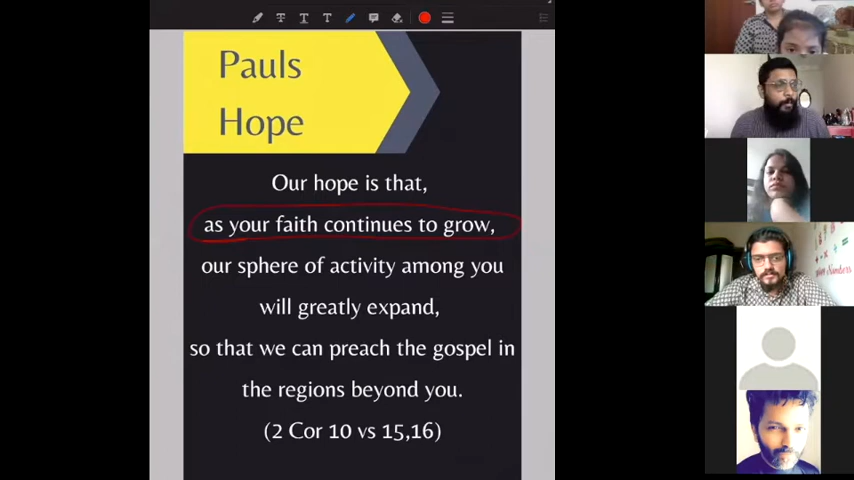 Pauls
Hope
Our hope is that,
as your faith continues to grow,
our sphere of activity among you
will greatly expand,
so that we can preach the gospel in
the regions beyond you.
(2 Cor 10 vs 15,16)